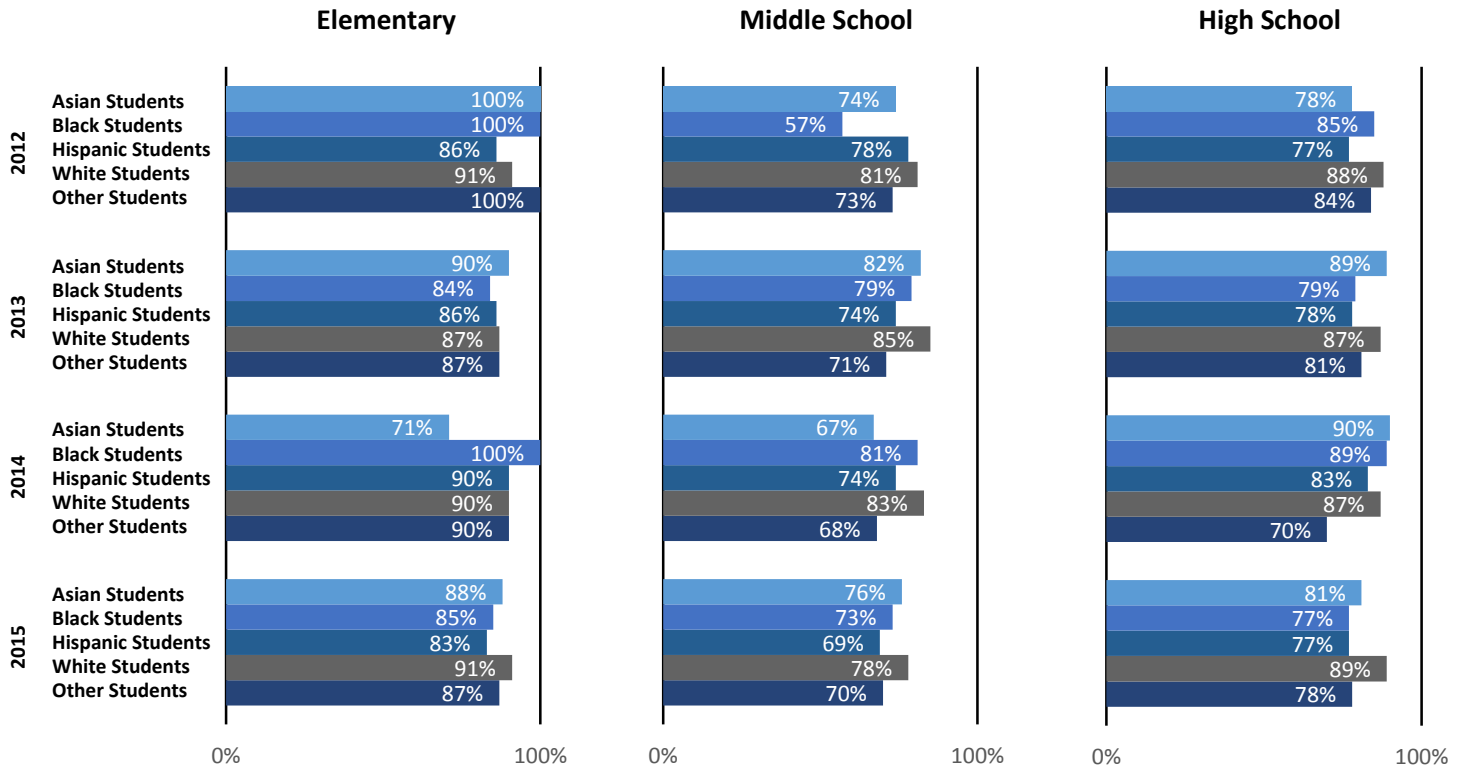 Elementary Middle School High School
2012
Asian Students 100% 74% 78%
Black Students 100% 57% 85%
Hispanic Students 86% 78% 77%
White Students 91% 81% 88%
Other Students 100% 73% 84%
2013
Asian Students 90% 82% 89%
Black Students 84% 79% 79%
Hispanic Students 86% 74% 78%
White Students 87% 85% 87%
Other Students 87% 71% 81%
2014
Asian Students 71% 67% 90%
Black Students 100% 81% 89%
Hispanic Students 90% 74% 83%
White Students 90% 83% 87%
Other Students 90% 68% 70%
2015
Asian Students 88% 76% 81%
Black Students 85% 73% 77%
Hispanic Students 83% 69% 77%
White Students 91% 78% 89%
Other Students 87% 70% 78%
0% 100% 0% 100% 0% 100%